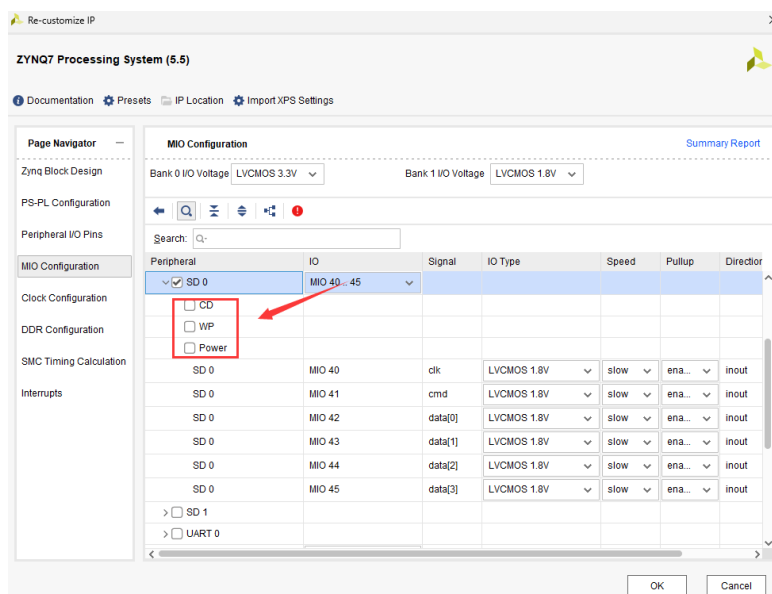 Re-customize IP
ZYNQ7 Processing System (5.5)
Documentation Presets IP Location Import XPS Settings
Page Navigator
Zynq Block Design
PS-PL Configuration
Peripheral I/O Pins
MIO Configuration
Clock Configuration
DDR Configuration
SMC Timing Calculation
Interrupts
MIO Configuration Summary Report
Bank 0 I/O Voltage LVCMOS 3.3V Bank 1 I/O Voltage LVCMOS 1.8V
Search: Q-
Peripheral IO Signal IO Type Speed Pullup Direction
SD 0 MIO 40 .. 45
CD
WP
Power
SD 0 MIO 40 clk LVCMOS 1.8V slow ena... inout
SD 0 MIO 41 cmd LVCMOS 1.8V slow ena... inout
SD 0 MIO 42 data[0] LVCMOS 1.8V slow ena... inout
SD 0 MIO 43 data[1] LVCMOS 1.8V slow ena... inout
SD 0 MIO 44 data[2] LVCMOS 1.8V slow ena... inout
SD 0 MIO 45 data[3] LVCMOS 1.8V slow ena... inout
SD 1
UART 0
OK Cancel